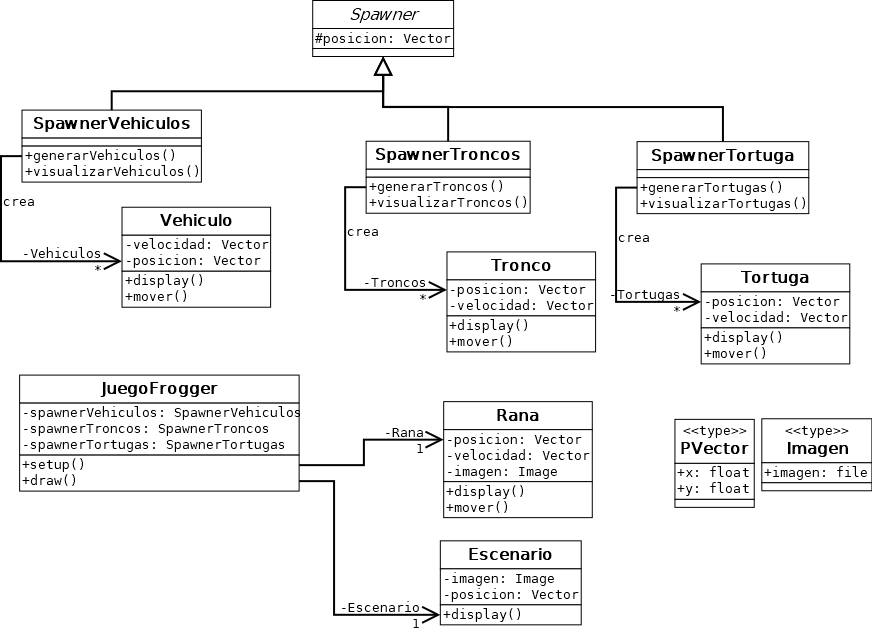 Spawner
#posicion: Vector
SpawnerVehiculos
+generarVehiculos()
+visualizarVehiculos()
crea
-Vehiculos
*
Vehiculo
-velocidad: Vector
-posicion: Vector
+display()
+mover()
SpawnerTroncos
+generarTroncos()
+visualizarTroncos()
crea
-Troncos
*
Tronco
-posicion: Vector
-velocidad: Vector
+display()
+mover()
SpawnerTortuga
+generarTortugas()
+visualizarTortugas()
crea
-Tortugas
*
Tortuga
-posicion: Vector
-velocidad: Vector
+display()
+mover()
JuegoFrogger
-spawnerVehiculos: SpawnerVehiculos
-spawnerTroncos: SpawnerTroncos
-spawnerTortugas: SpawnerTortugas
+setup()
+draw()
-Rana
1
Rana
-posicion: Vector
-velocidad: Vector
-imagen: Image
+display()
+mover()
<<type>>
PVector
+x: float
+y: float
<<type>>
Imagen
+imagen: file
-Escenario
1
Escenario
-imagen: Image
-posicion: Vector
+display()